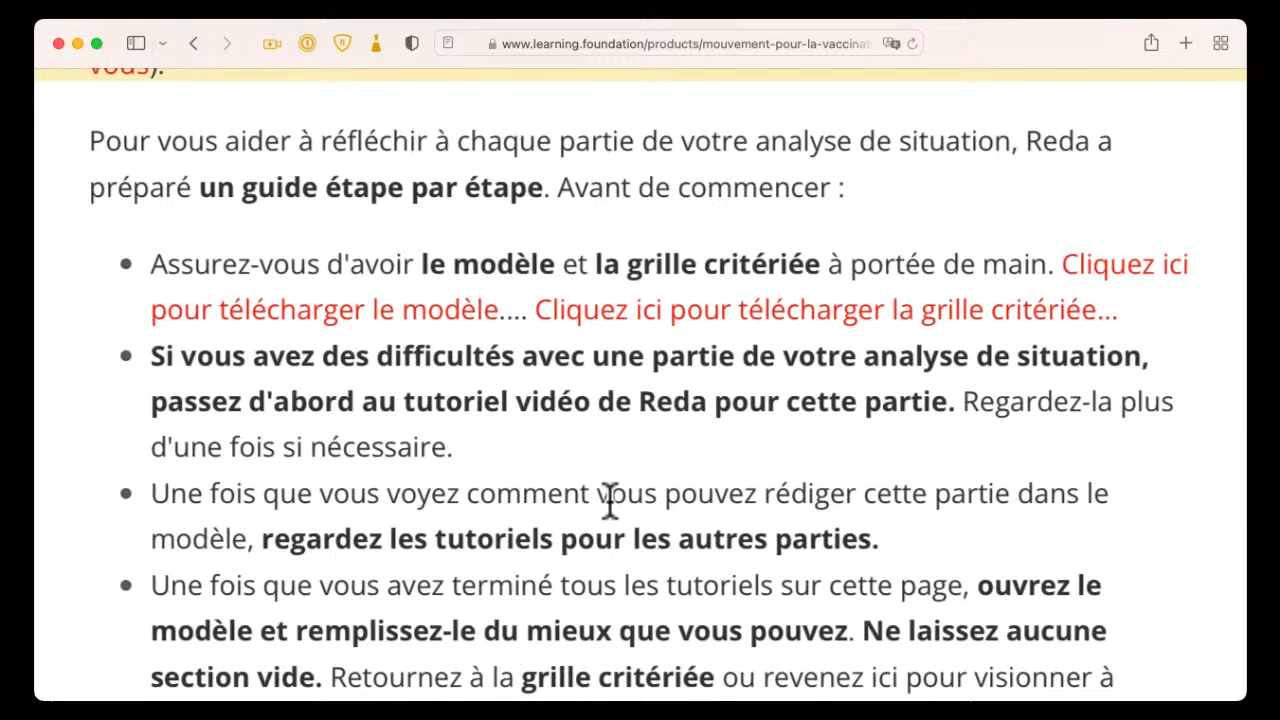 www.learning.foundation/products/mouvement-pour-la-vaccinat
vous).
Pour vous aider à réfléchir à chaque partie de votre analyse de situation, Reda a
préparé un guide étape par étape. Avant de commencer :
Assurez-vous d'avoir le modèle et la grille critériée à portée de main. Cliquez ici
pour télécharger le modèle.... Cliquez ici pour télécharger la grille critériée...
Si vous avez des difficultés avec une partie de votre analyse de situation,
passez d'abord au tutoriel vidéo de Reda pour cette partie. Regardez-la plus
d'une fois si nécessaire.
Une fois que vous voyez comment vous pouvez rédiger cette partie dans le
modèle, regardez les tutoriels pour les autres parties.
Une fois que vous avez terminé tous les tutoriels sur cette page, ouvrez le
modèle et remplissez-le du mieux que vous pouvez. Ne laissez aucune
section vide. Retournez à la grille critériée ou revenez ici pour visionner à